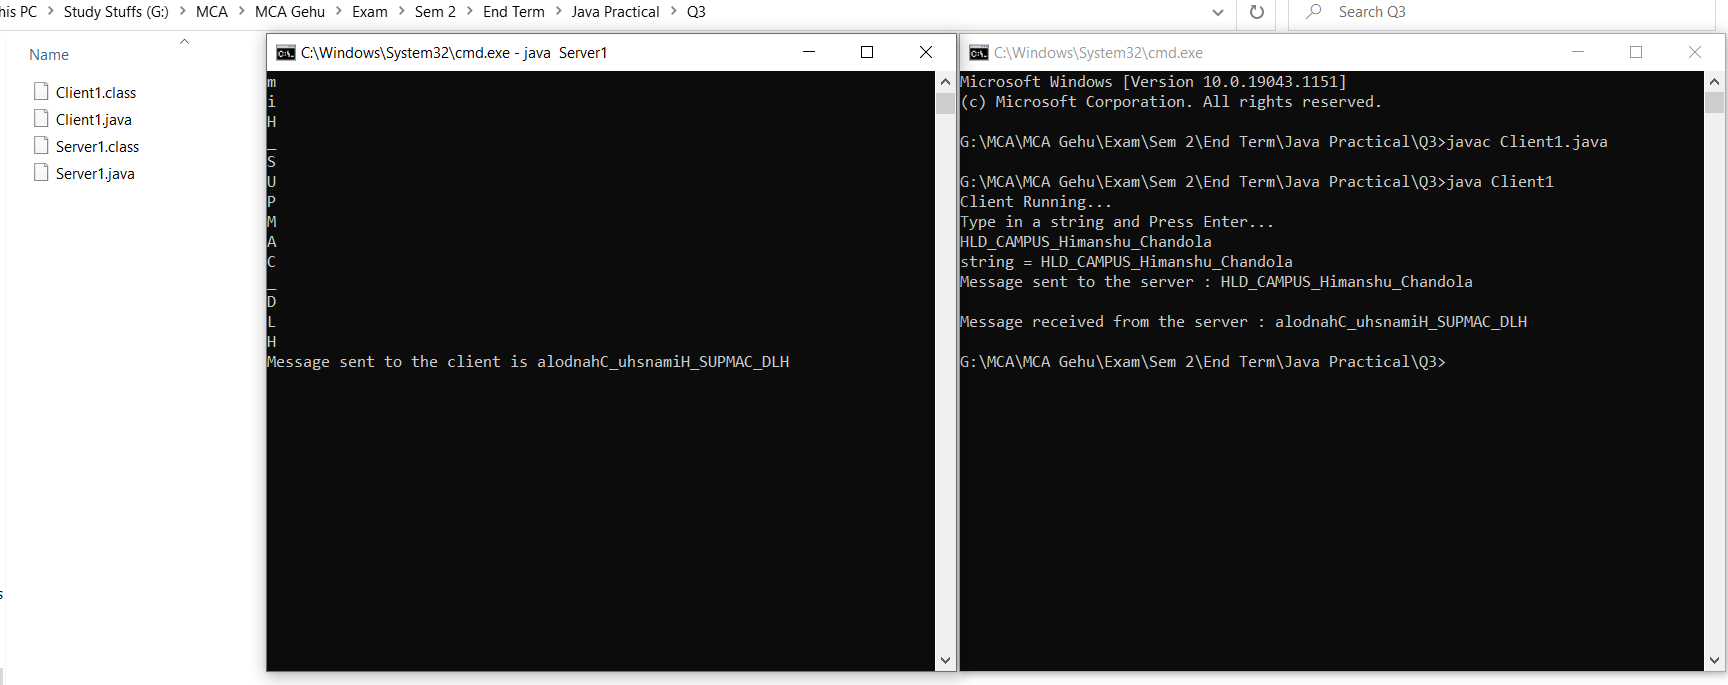 his PC > Study Stuffs (G:) > MCA > MCA Gehu > Exam > Sem 2 > End Term > Java Practical > Q3
Search Q3
Name
Client1.class
Client1.java
Server1.class
Server1.java
s
C:\Windows\System32\cmd.exe - java  Server1
m
i
H
_
S
U
P
M
A
C
_
D
L
H
Message sent to the client is alodnahC_uhsnamiH_SUPMAC_DLH
C:\Windows\System32\cmd.exe
Microsoft Windows [Version 10.0.19043.1151]
(c) Microsoft Corporation. All rights reserved.
G:\MCA\MCA Gehu\Exam\Sem 2\End Term\Java Practical\Q3>javac Client1.java
G:\MCA\MCA Gehu\Exam\Sem 2\End Term\Java Practical\Q3>java Client1
Client Running...
Type in a string and Press Enter...
HLD_CAMPUS_Himanshu_Chandola
string = HLD_CAMPUS_Himanshu_Chandola
Message sent to the server : HLD_CAMPUS_Himanshu_Chandola
Message received from the server : alodnahC_uhsnamiH_SUPMAC_DLH
G:\MCA\MCA Gehu\Exam\Sem 2\End Term\Java Practical\Q3>